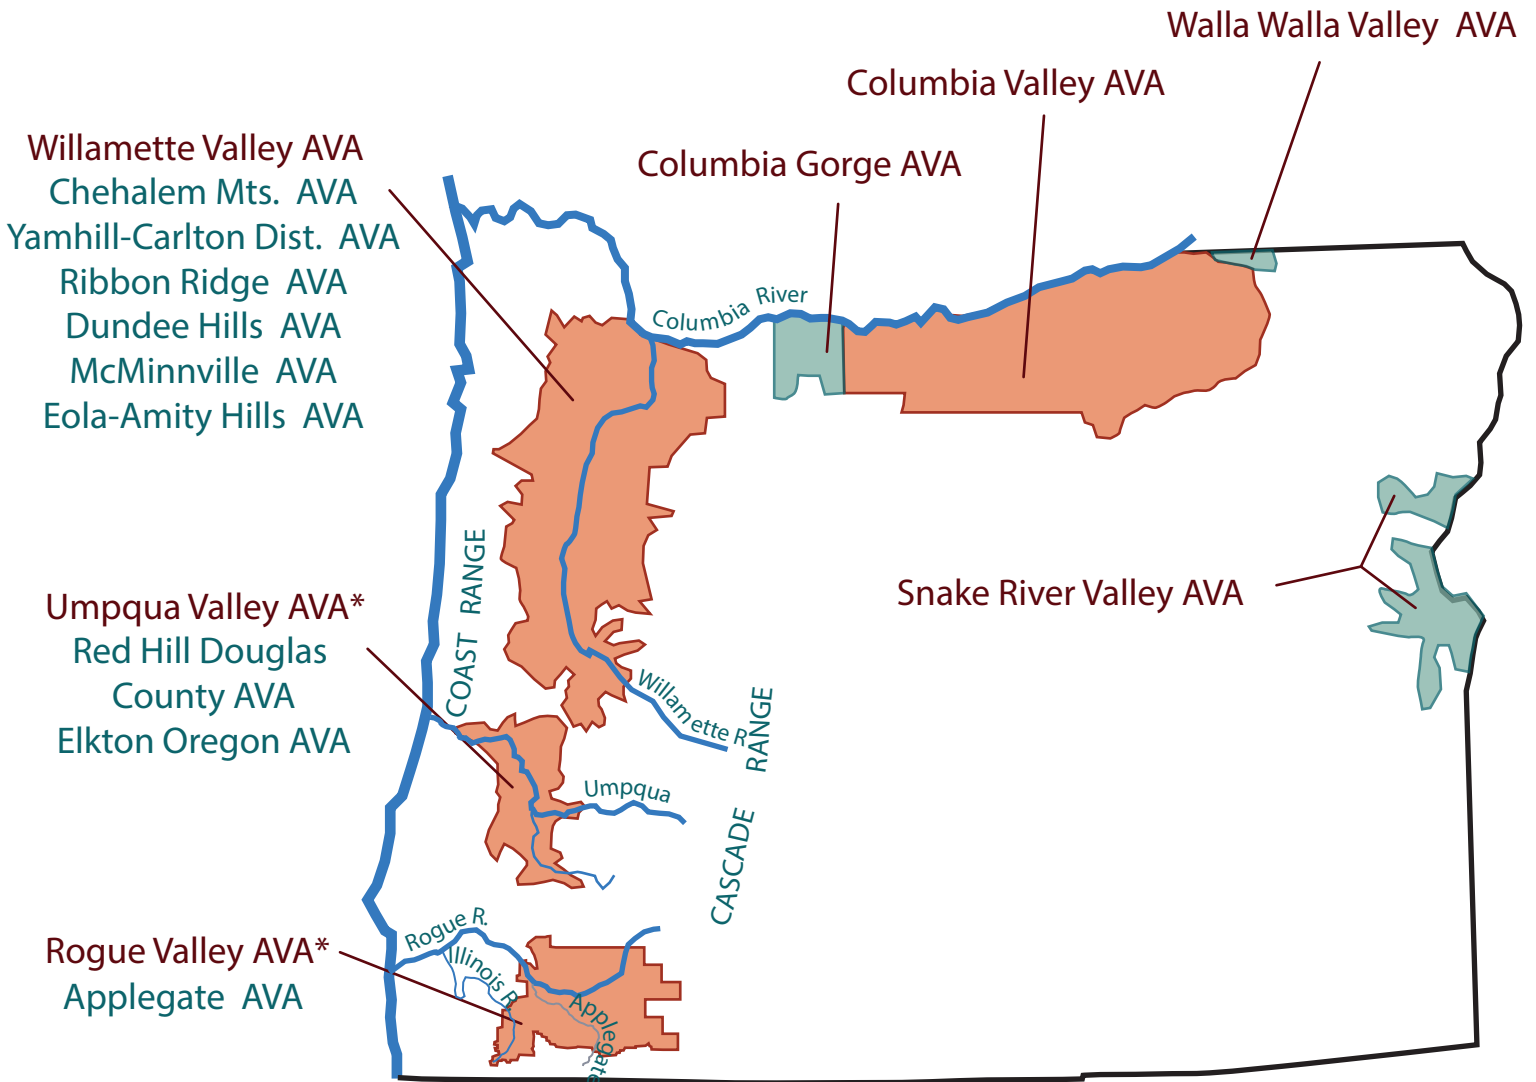 Walla Walla Valley AVA
Columbia Valley AVA
Columbia Gorge AVA
Willamette Valley AVA
Chehalem Mts. AVA
Yamhill-Carlton Dist. AVA
Ribbon Ridge AVA
Dundee Hills AVA
McMinnville AVA
Eola-Amity Hills AVA
Columbia River
COAST RANGE
Snake River Valley AVA
Umpqua Valley AVA*
Red Hill Douglas
County AVA
Elkton Oregon AVA
Willamette R.
CASCADE RANGE
Umpqua
Rogue R.
Illinois R.
Applegate
Rogue Valley AVA*
Applegate AVA